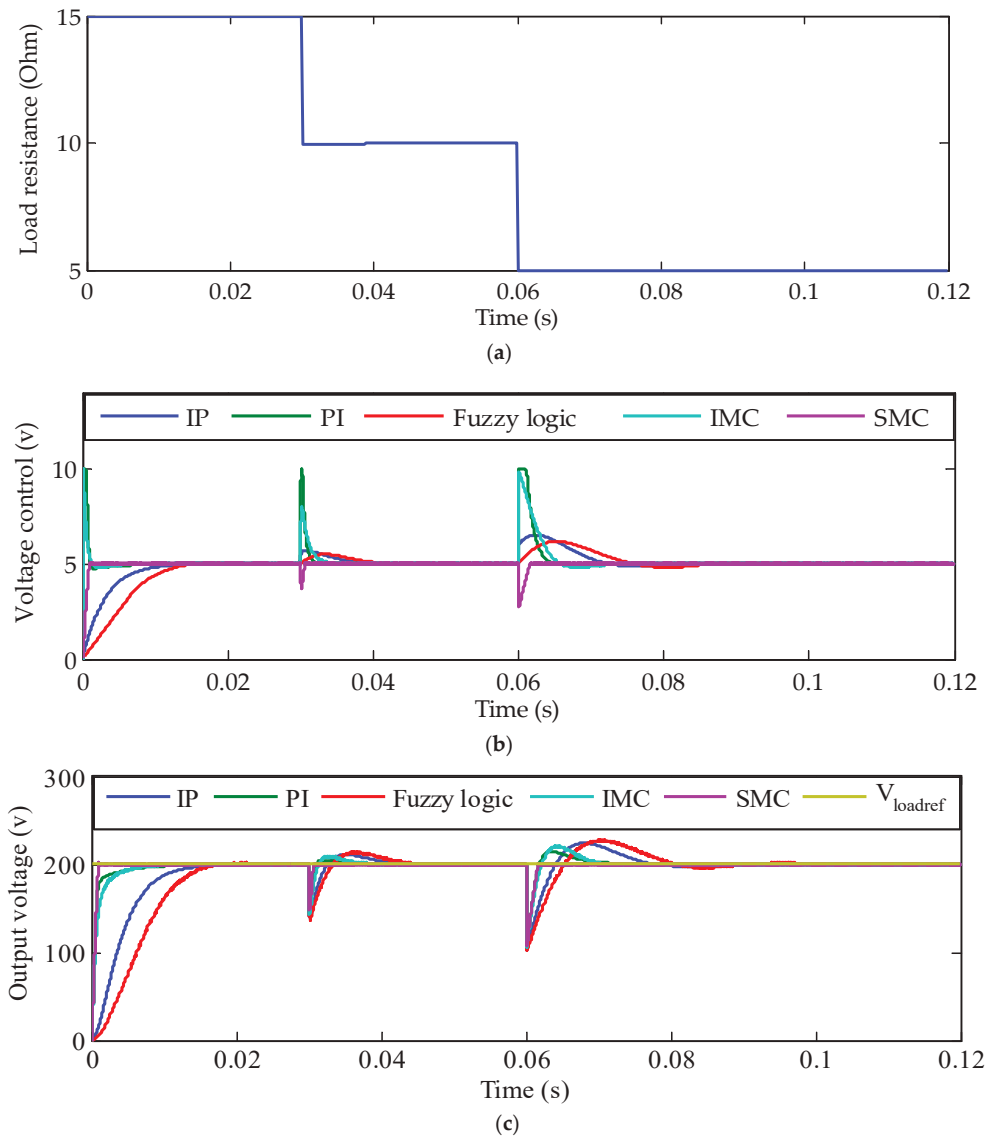 15
10
5
Load resistance (Ohm)
0 0.02 0.04 0.06 0.08 0.1 0.12
Time (s)
(a)
IP PI Fuzzy logic IMC SMC
10
5
0
Voltage control (v)
0 0.02 0.04 0.06 0.08 0.1 0.12
Time (s)
(b)
300
IP PI Fuzzy logic IMC SMC V_loadref
200
100
0
Output voltage (v)
0 0.02 0.04 0.06 0.08 0.1 0.12
Time (s)
(c)